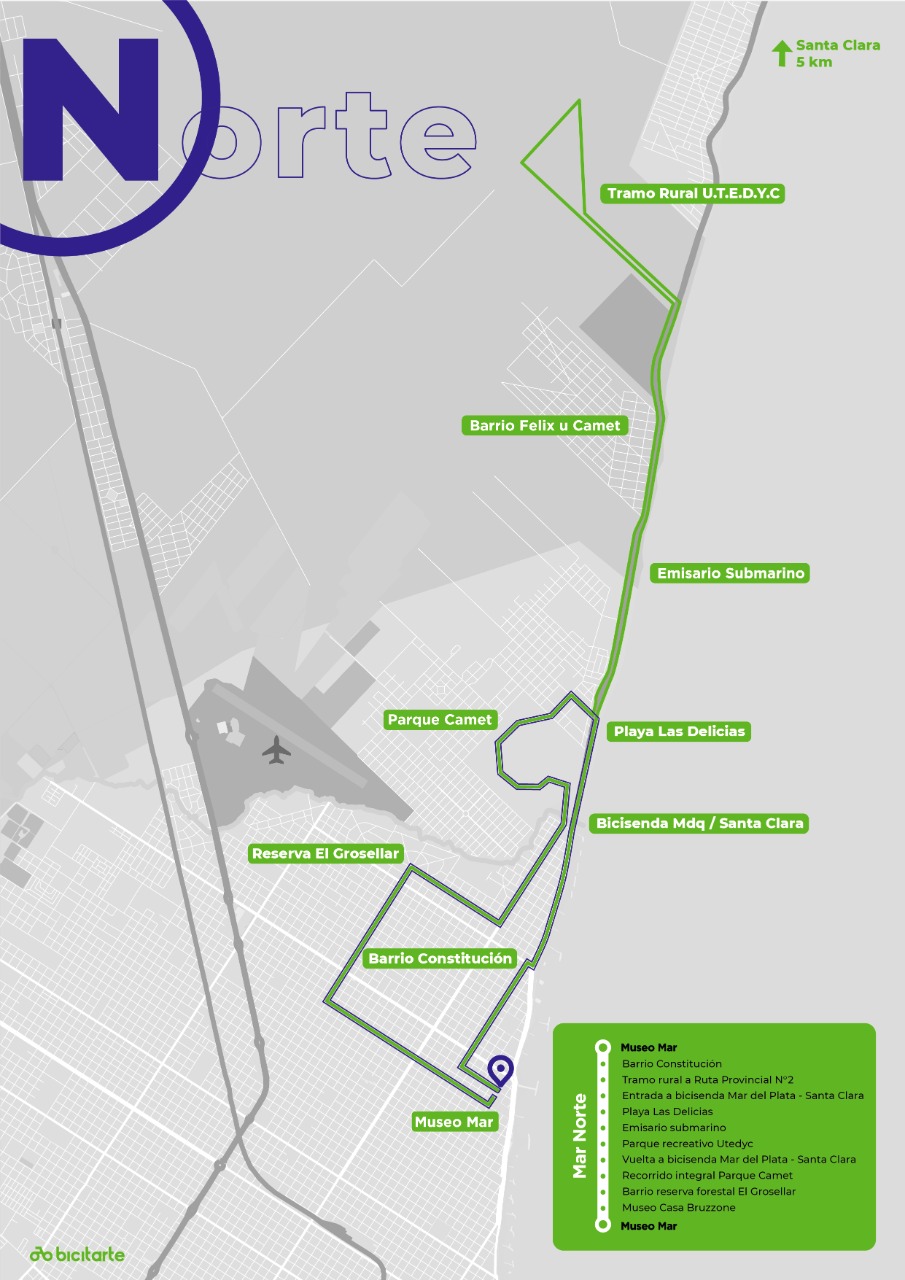 Norte
Santa Clara
5 km
Tramo Rural U.T.E.D.Y.C
Barrio Felix u Camet
Emisario Submarino
Parque Camet
Playa Las Delicias
Bicisenda Mdq / Santa Clara
Reserva El Grosellar
Barrio Constitución
Museo Mar
Mar Norte
Museo Mar
Barrio Constitución
Tramo rural a Ruta Provincial N°2
Entrada a bicisenda Mar del Plata - Santa Clara
Playa Las Delicias
Emisario submarino
Parque recreativo Utedyc
Vuelta a bicisenda Mar del Plata - Santa Clara
Recorrido integral Parque Camet
Barrio reserva forestal El Grosellar
Museo Casa Bruzzone
Museo Mar
bicitarte